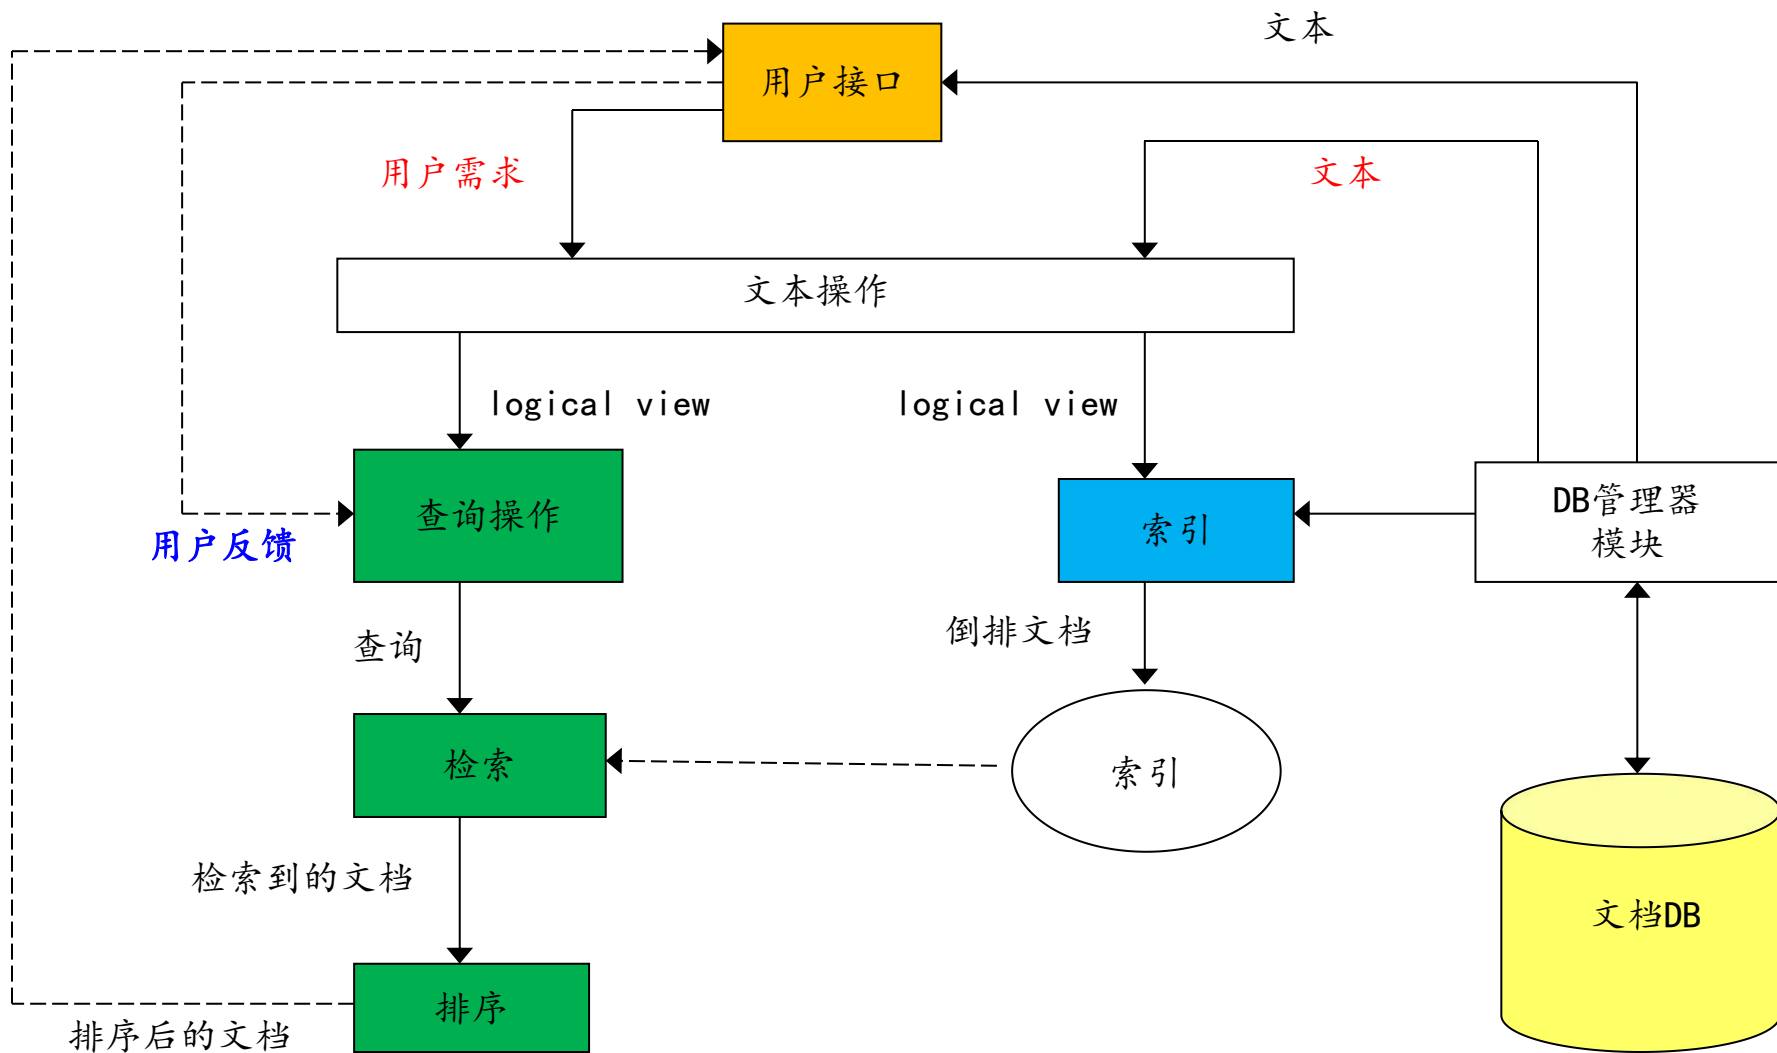 文本
用户接口
用户需求
文本
文本操作
logical view
logical view
查询操作
索引
DB管理器
模块
用户反馈
查询
倒排文档
检索
索引
检索到的文档
文档DB
排序
排序后的文档